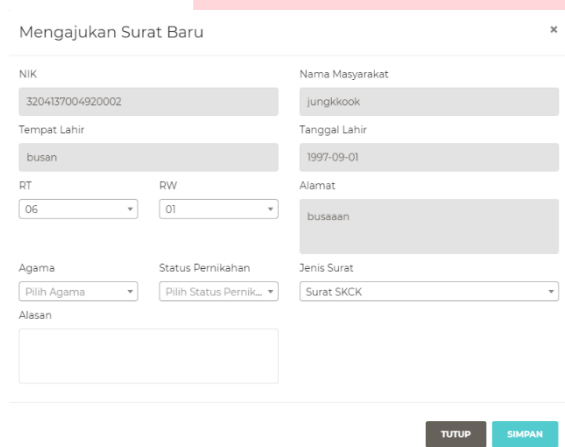 Mengajukan Surat Baru ×
NIK Nama Masyarakat
3204137004920002 jungkkook
Tempat Lahir Tanggal Lahir
busan 1997-09-01
RT RW Alamat
06 01 busaaan
Agama Status Pernikahan Jenis Surat
Pilih Agama Pilih Status Pernik... Surat SKCK
Alasan
TUTUP SIMPAN